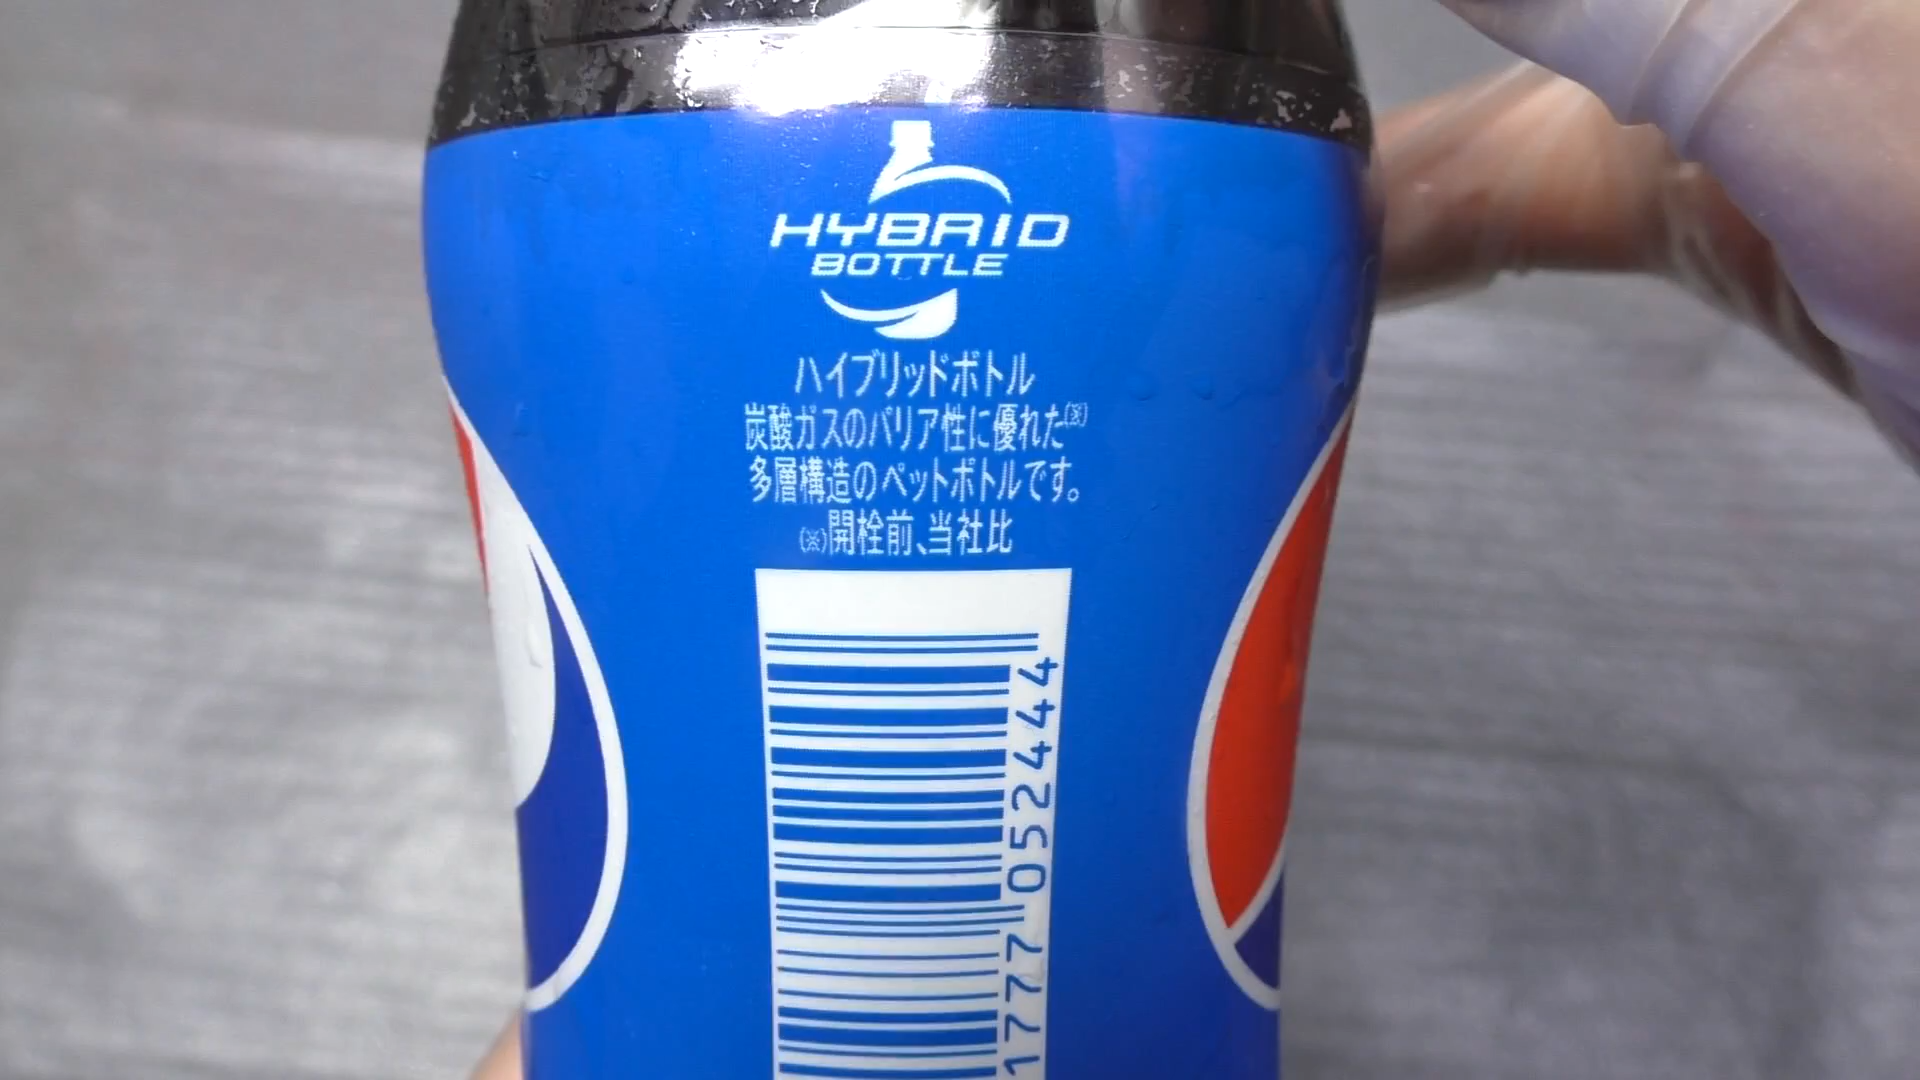 HYBRID
BOTTLE
ハイブリッドボトル
炭酸ガスのバリア性に優れた(※)
多層構造のペットボトルです。
(※)開栓前、当社比
1777 052444